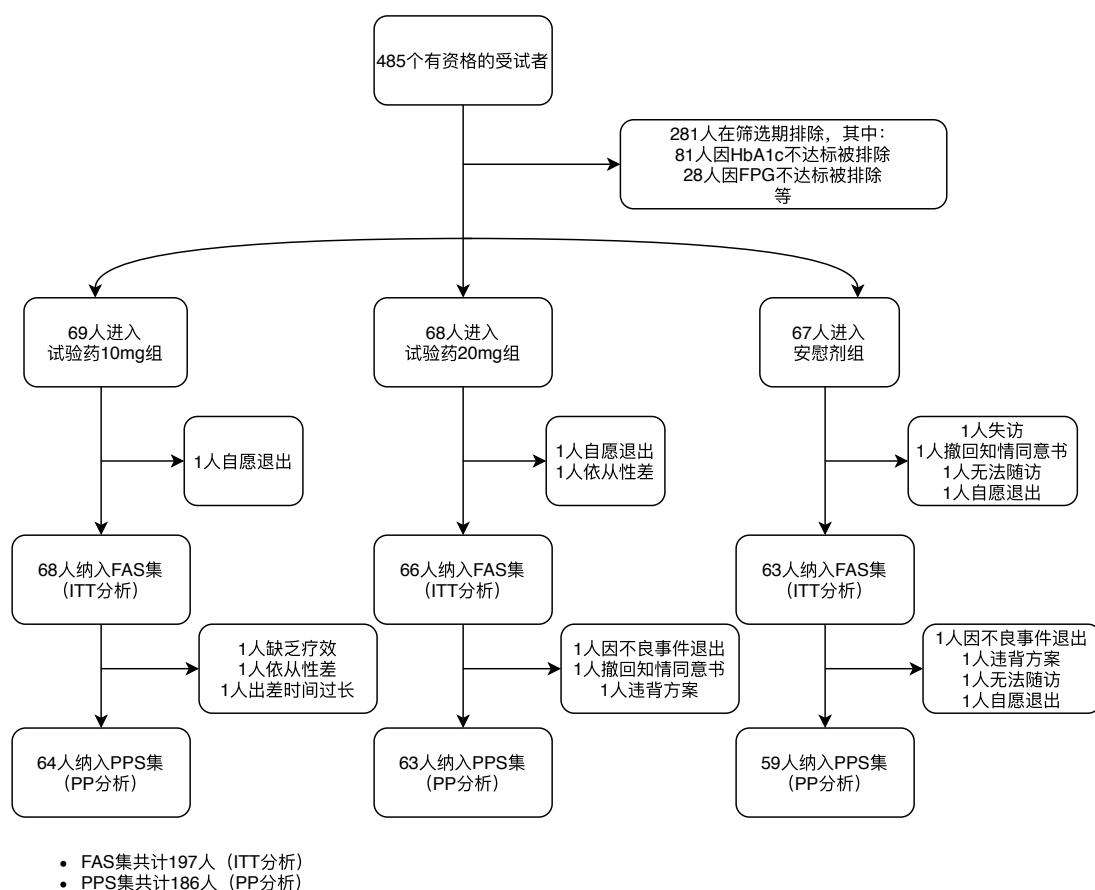 485个有资格的受试者
281人在筛选期排除，其中：
81人因HbA1c不达标被排除
28人因FPG不达标被排除
等
69人进入
试验药10mg组
68人进入
试验药20mg组
67人进入
安慰剂组
1人自愿退出
1人自愿退出
1人依从性差
1人失访
1人撤回知情同意书
1人无法随访
1人自愿退出
68人纳入FAS集
（ITT分析）
66人纳入FAS集
（ITT分析）
63人纳入FAS集
（ITT分析）
1人缺乏疗效
1人依从性差
1人出差时间过长
1人因不良事件退出
1人撤回知情同意书
1人违背方案
1人因不良事件退出
1人违背方案
1人无法随访
1人自愿退出
64人纳入PPS集
（PP分析）
63人纳入PPS集
（PP分析）
59人纳入PPS集
（PP分析）
• FAS集共计197人（ITT分析）
• PPS集共计186人（PP分析）